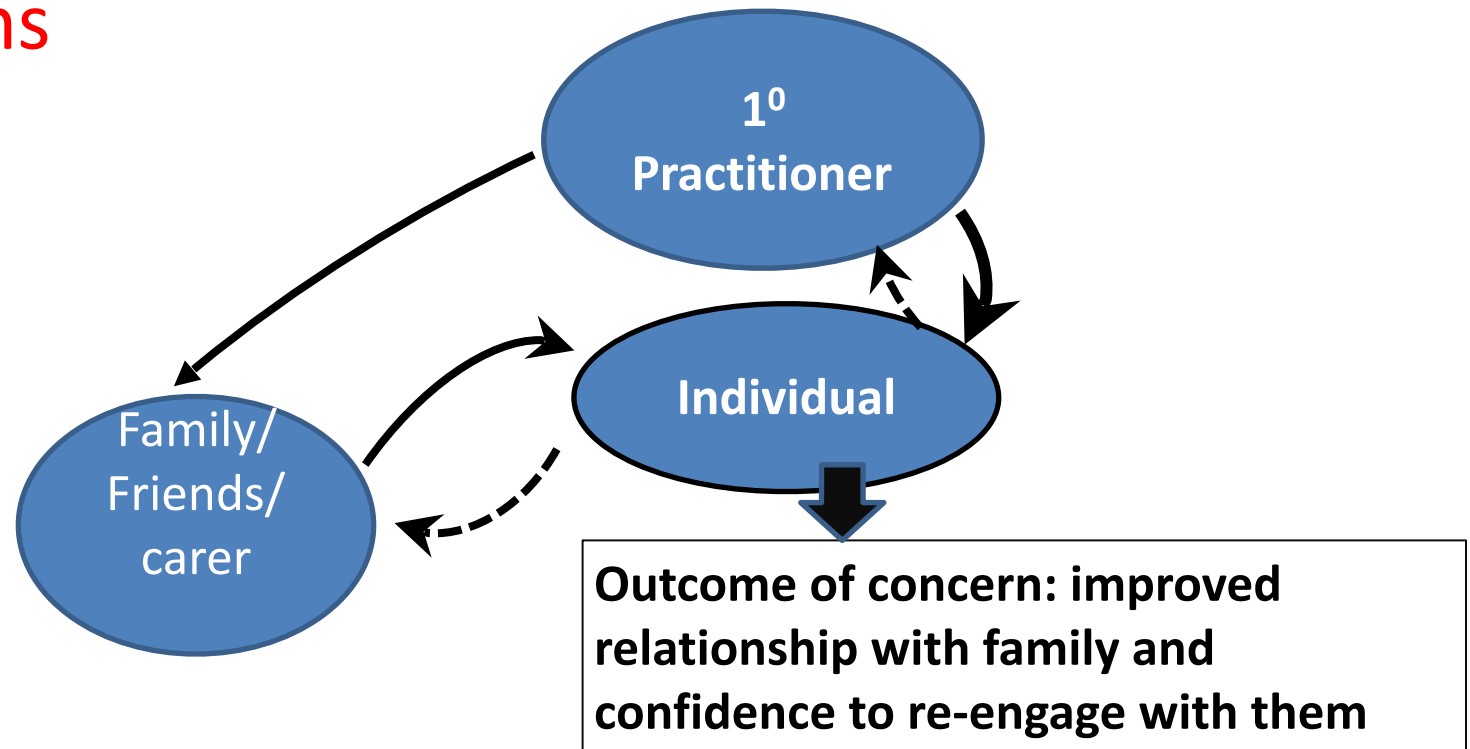 ns
1⁰
Practitioner
Individual
Family/
Friends/
carer
Outcome of concern: improved
relationship with family and
confidence to re-engage with them